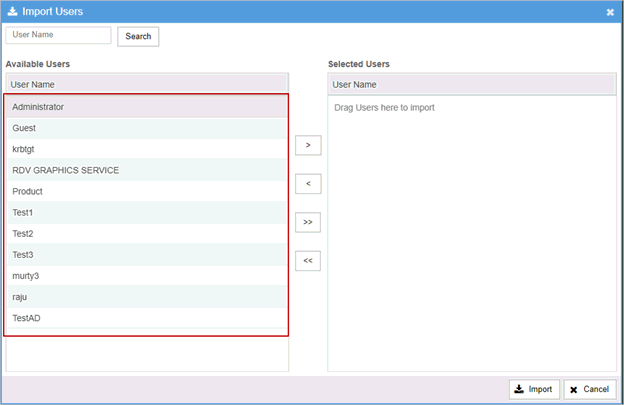 Import Users
User Name
Search
Available Users
User Name
Administrator
Guest
krbtgt
RDV GRAPHICS SERVICE
Product
Test1
Test2
Test3
murty3
raju
TestAD
>
<
>>
<<
Selected Users
User Name
Drag Users here to import
Import
Cancel